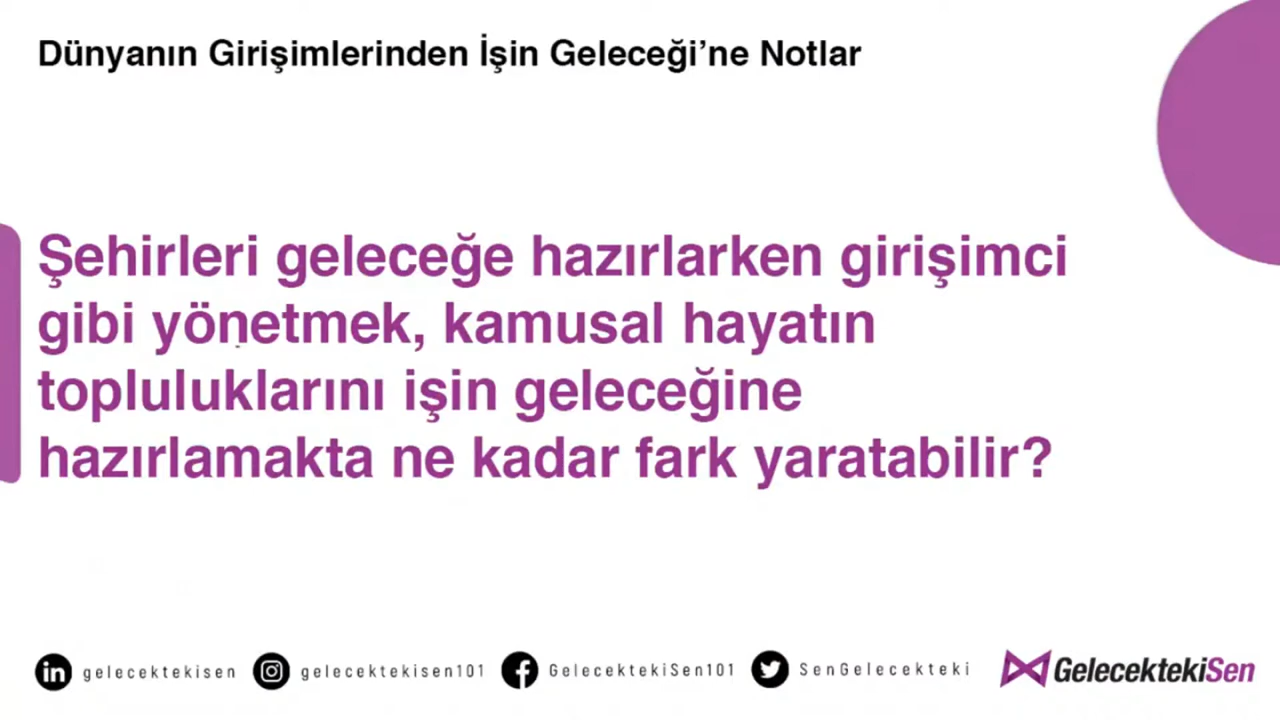 Dünyanın Girişimlerinden İşin Geleceği’ne Notlar
Şehirleri geleceğe hazırlarken girişimci
gibi yönetmek, kamusal hayatın
topluluklarını işin geleceğine
hazırlamakta ne kadar fark yaratabilir?
in gelecektekisen gelecektekisen101 GelecektekiSen101 SenGelecekteki GelecektekiSen